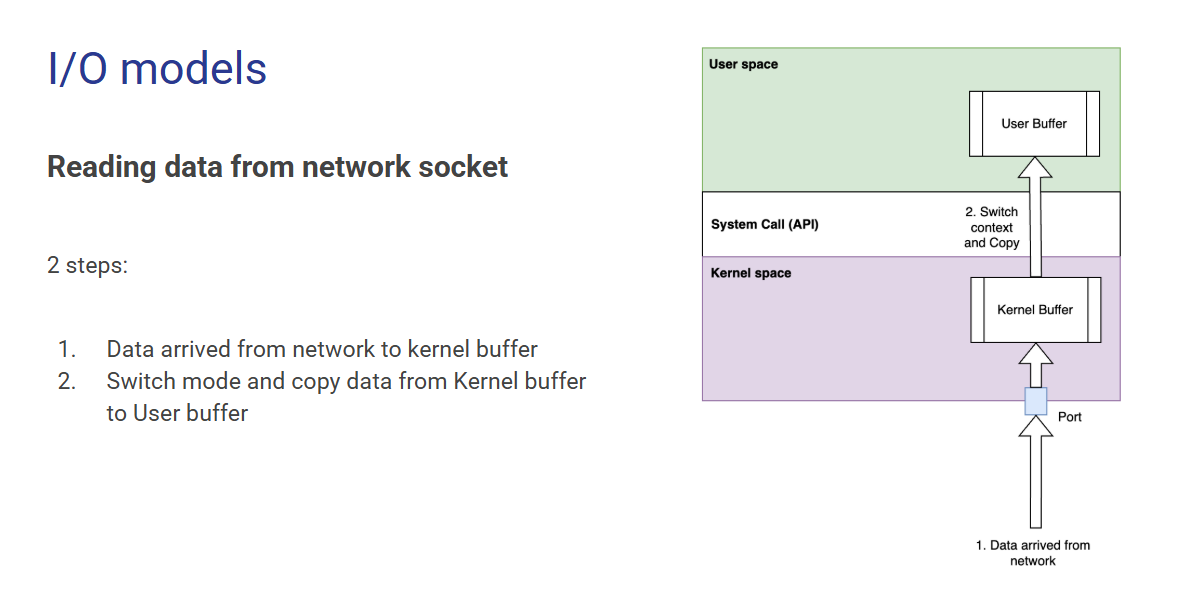 I/O models
Reading data from network socket
2 steps:
1. Data arrived from network to kernel buffer
2. Switch mode and copy data from Kernel buffer
to User buffer
User space
User Buffer
System Call (API)
2. Switch
context
and Copy
Kernel space
Kernel Buffer
Port
1. Data arrived from
network